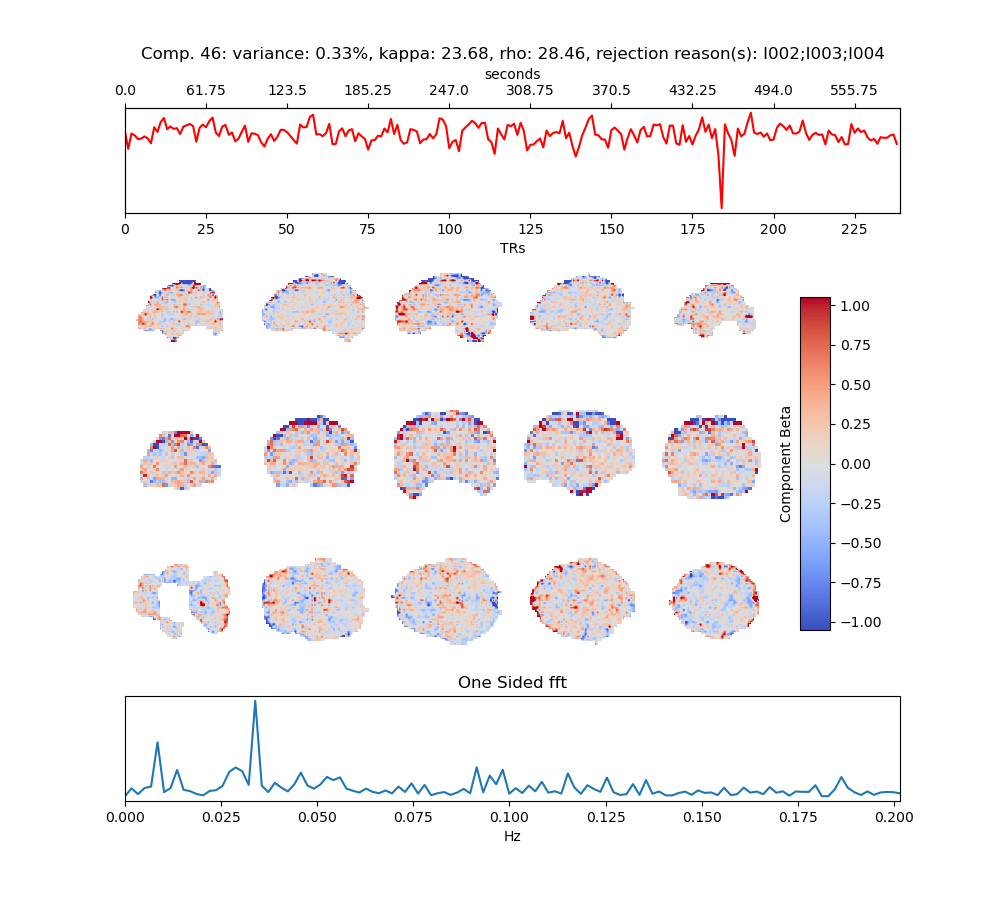 Comp. 46: variance: 0.33%, kappa: 23.68, rho: 28.46, rejection reason(s): I002;I003;I004
seconds
0.0 61.75 123.5 185.25 247.0 308.75 370.5 432.25 494.0 555.75
0 25 50 75 100 125 150 175 200 225
TRs
1.00
0.75
0.50
0.25
0.00
−0.25
−0.50
−0.75
−1.00
Component Beta
One Sided fft
0.000 0.025 0.050 0.075 0.100 0.125 0.150 0.175 0.200
Hz